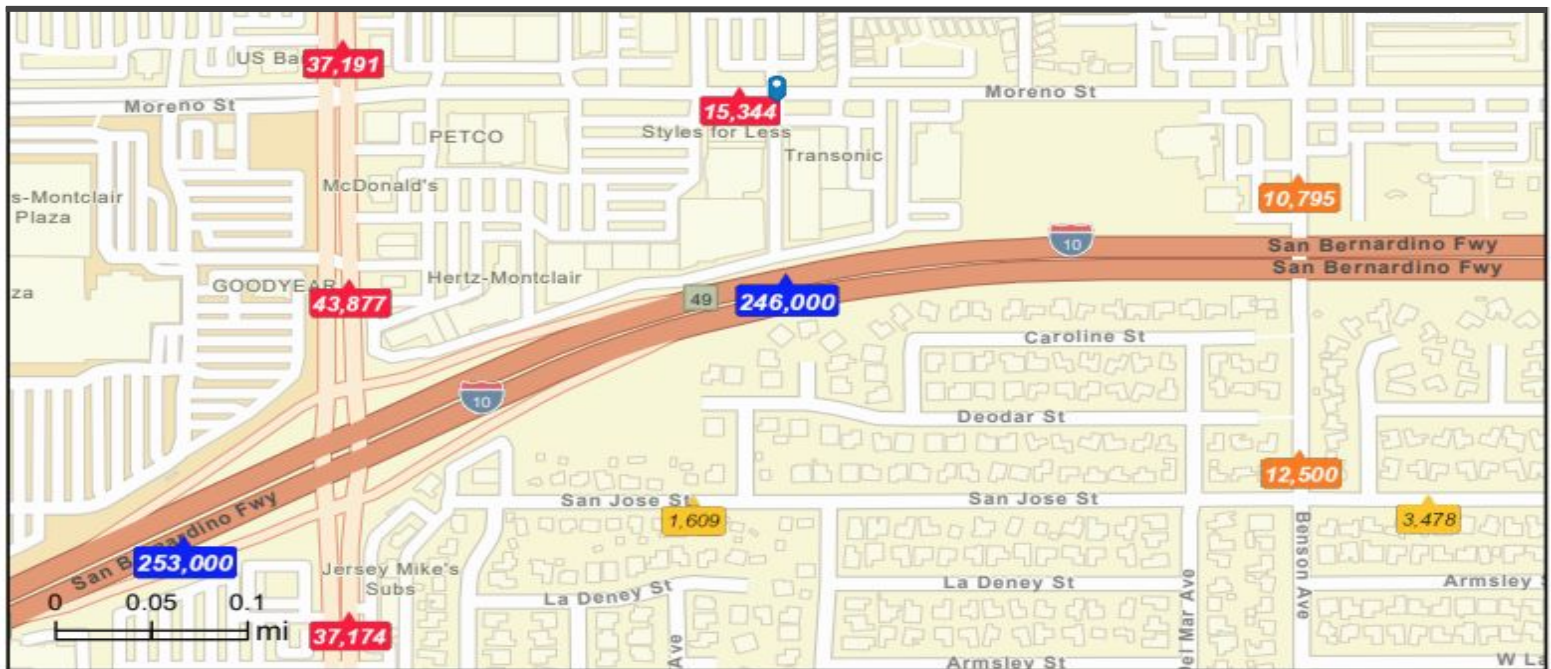 US Ba
37,191
Moreno St
15,344
Moreno St
Styles for Less
PETCO
Transonic
s-Montclair
Plaza
McDonald's
10,795
10
San Bernardino Fwy
San Bernardino Fwy
Hertz-Montclair
GOODYEAR
za
43,877
49
246,000
Caroline St
10
Deodar St
12,500
San Jose St
San Jose St
1,609
3,478
San B
rnardino Fwy
253,000
Jersey Mike's
Subs
La Deney St
La Deney St
Benson Ave
Armsley S
0 0.05 0.1
mi
37,174
Ave
el Mar Ave
Armsley St
W La